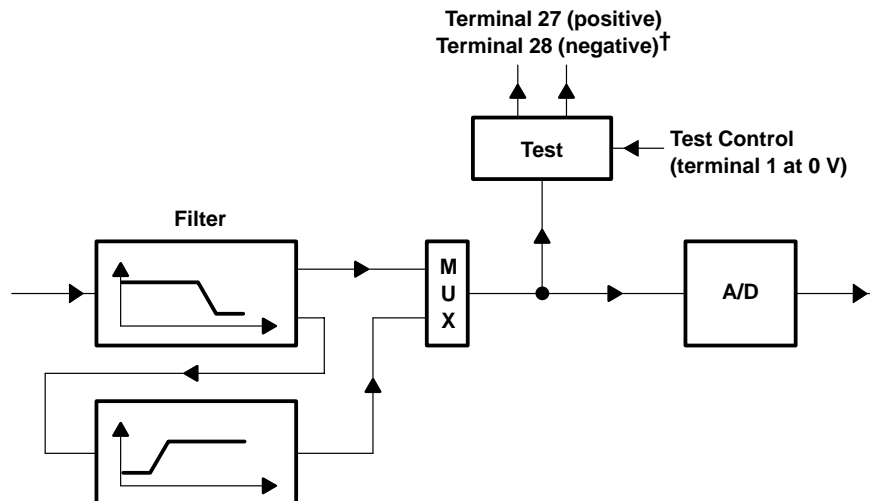 Terminal 27 (positive)
Terminal 28 (negative)†
Test
Test Control
(terminal 1 at 0 V)
Filter
M
U
X
A/D